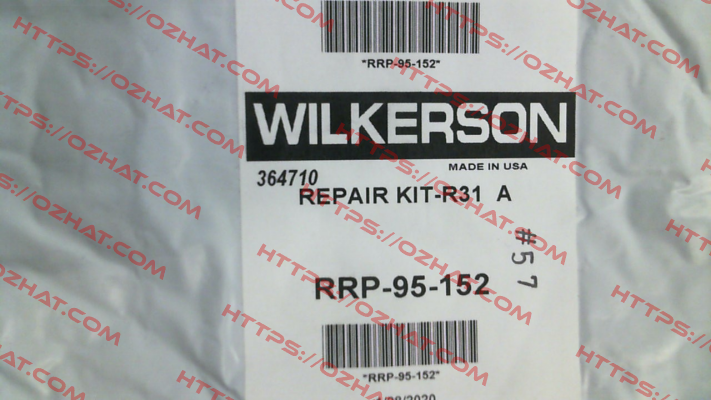 *RRP-95-152*
WILKERSON
MADE IN USA
364710
REPAIR KIT-R31 A
#57
RRP-95-152
*RRP-95-152*
HTTPS://OZHAT.COM